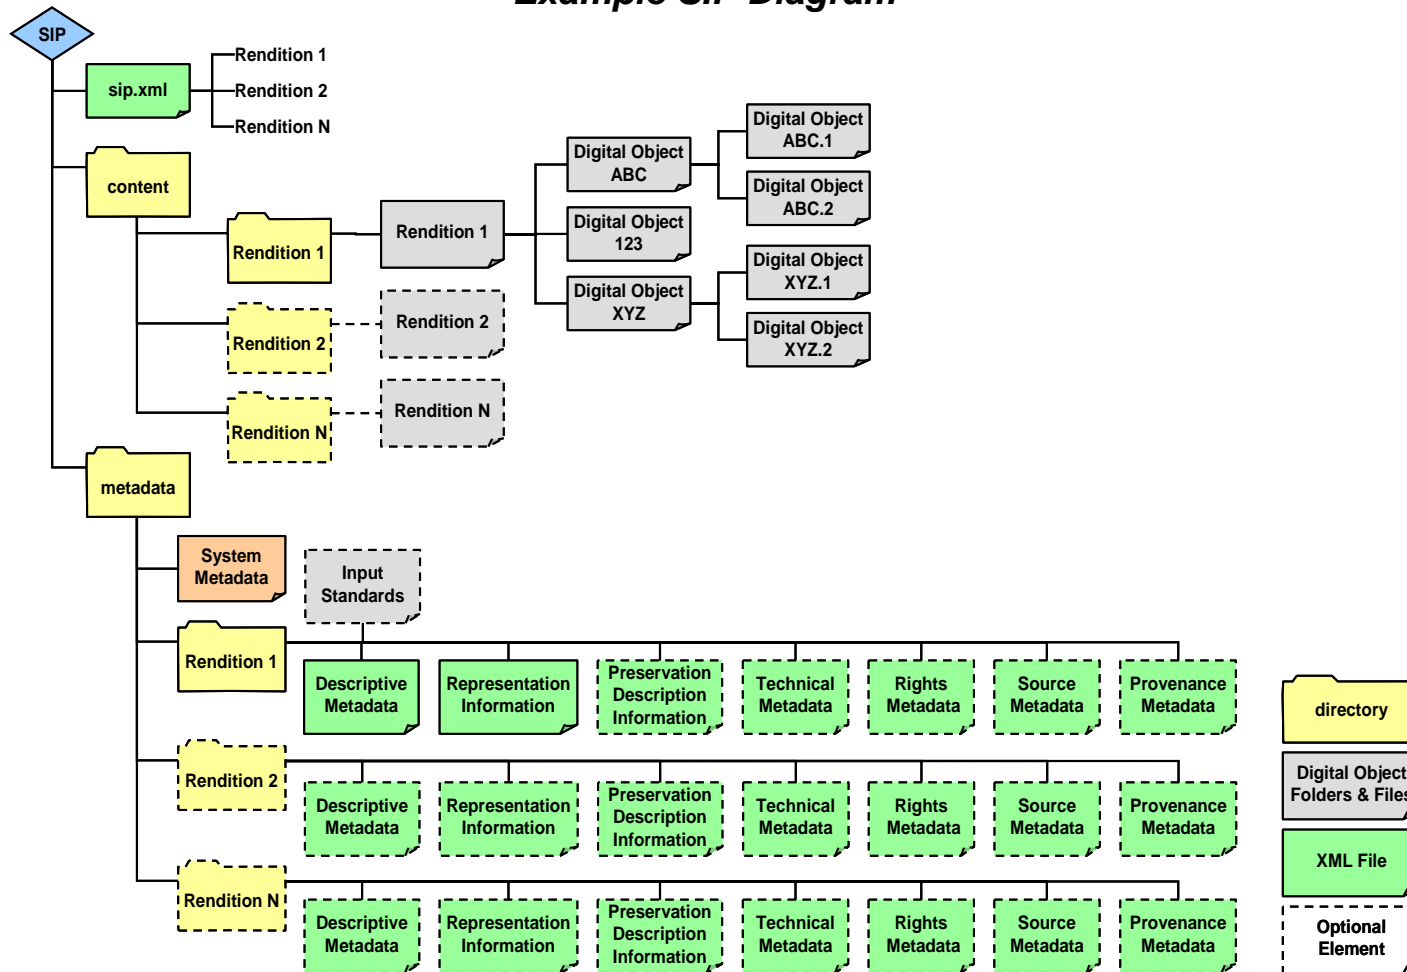 Example SIP Diagram
SIP
sip.xml
Rendition 1
Rendition 2
Rendition N
content
Rendition 1
Rendition 1
Digital Object
ABC
Digital Object
ABC.1
Digital Object
ABC.2
Digital Object
123
Digital Object
XYZ
Digital Object
XYZ.1
Digital Object
XYZ.2
Rendition 2
Rendition 2
Rendition N
Rendition N
metadata
System
Metadata
Input
Standards
Rendition 1
Descriptive
Metadata
Representation
Information
Preservation
Description
Information
Technical
Metadata
Rights
Metadata
Source
Metadata
Provenance
Metadata
Rendition 2
Descriptive
Metadata
Representation
Information
Preservation
Description
Information
Technical
Metadata
Rights
Metadata
Source
Metadata
Provenance
Metadata
Rendition N
Descriptive
Metadata
Representation
Information
Preservation
Description
Information
Technical
Metadata
Rights
Metadata
Source
Metadata
Provenance
Metadata
directory
Digital Object
Folders & Files
XML File
Optional
Element